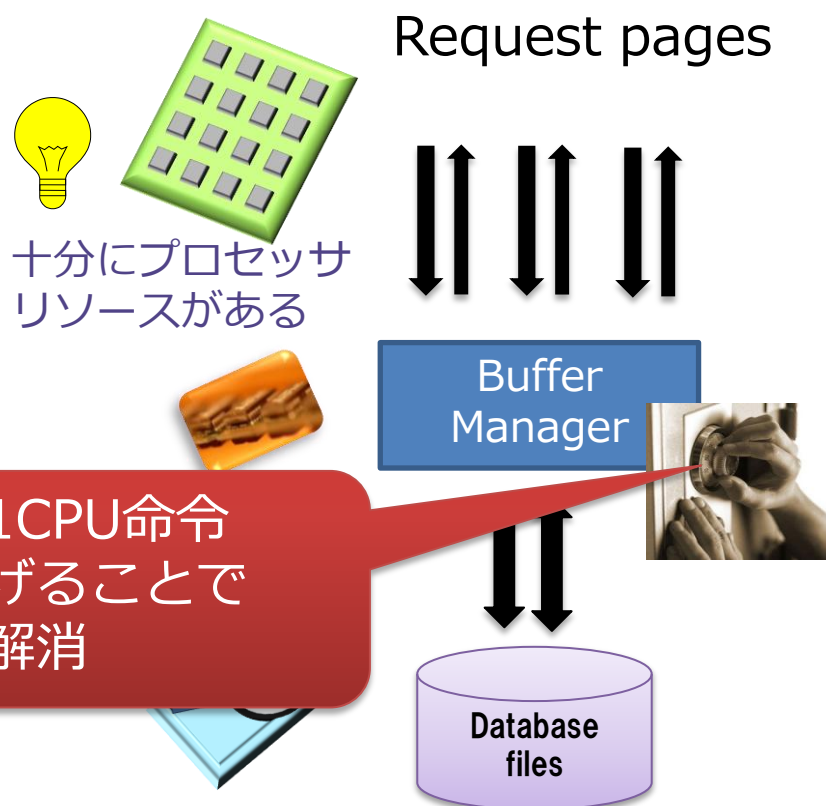 Request pages
十分にプロセッサ
リソースがある
Buffer
Manager
1CPU命令
げることで
解消
Database
files